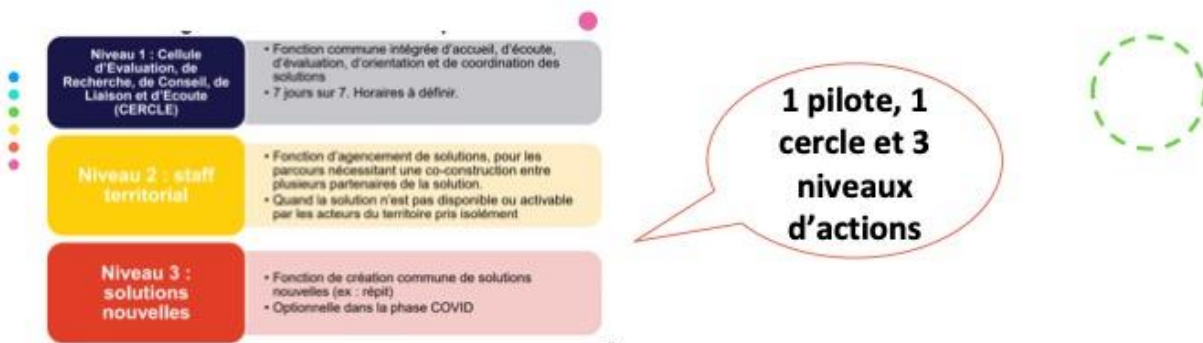 Niveau 1 : Cellule
d'Evaluation, de
Recherche, de Conseil, de
Liaison et d'Ecoute
(CERCLE)
• Fonction commune intégrée d'accueil, d'écoute,
d'évaluation, d'orientation et de coordination des
solutions
• 7 jours sur 7. Horaires à définir.
Niveau 2 : staff
territorial
• Fonction d'agencement de solutions, pour les
parcours nécessitant une co-construction entre
plusieurs partenaires de la solution.
• Quand la solution n'est pas disponible ou activable
par les acteurs du territoire pris isolément
Niveau 3 :
solutions
nouvelles
• Fonction de création commune de solutions
nouvelles (ex : répit)
• Optionnelle dans la phase COVID
1 pilote, 1
cercle et 3
niveaux
d'actions